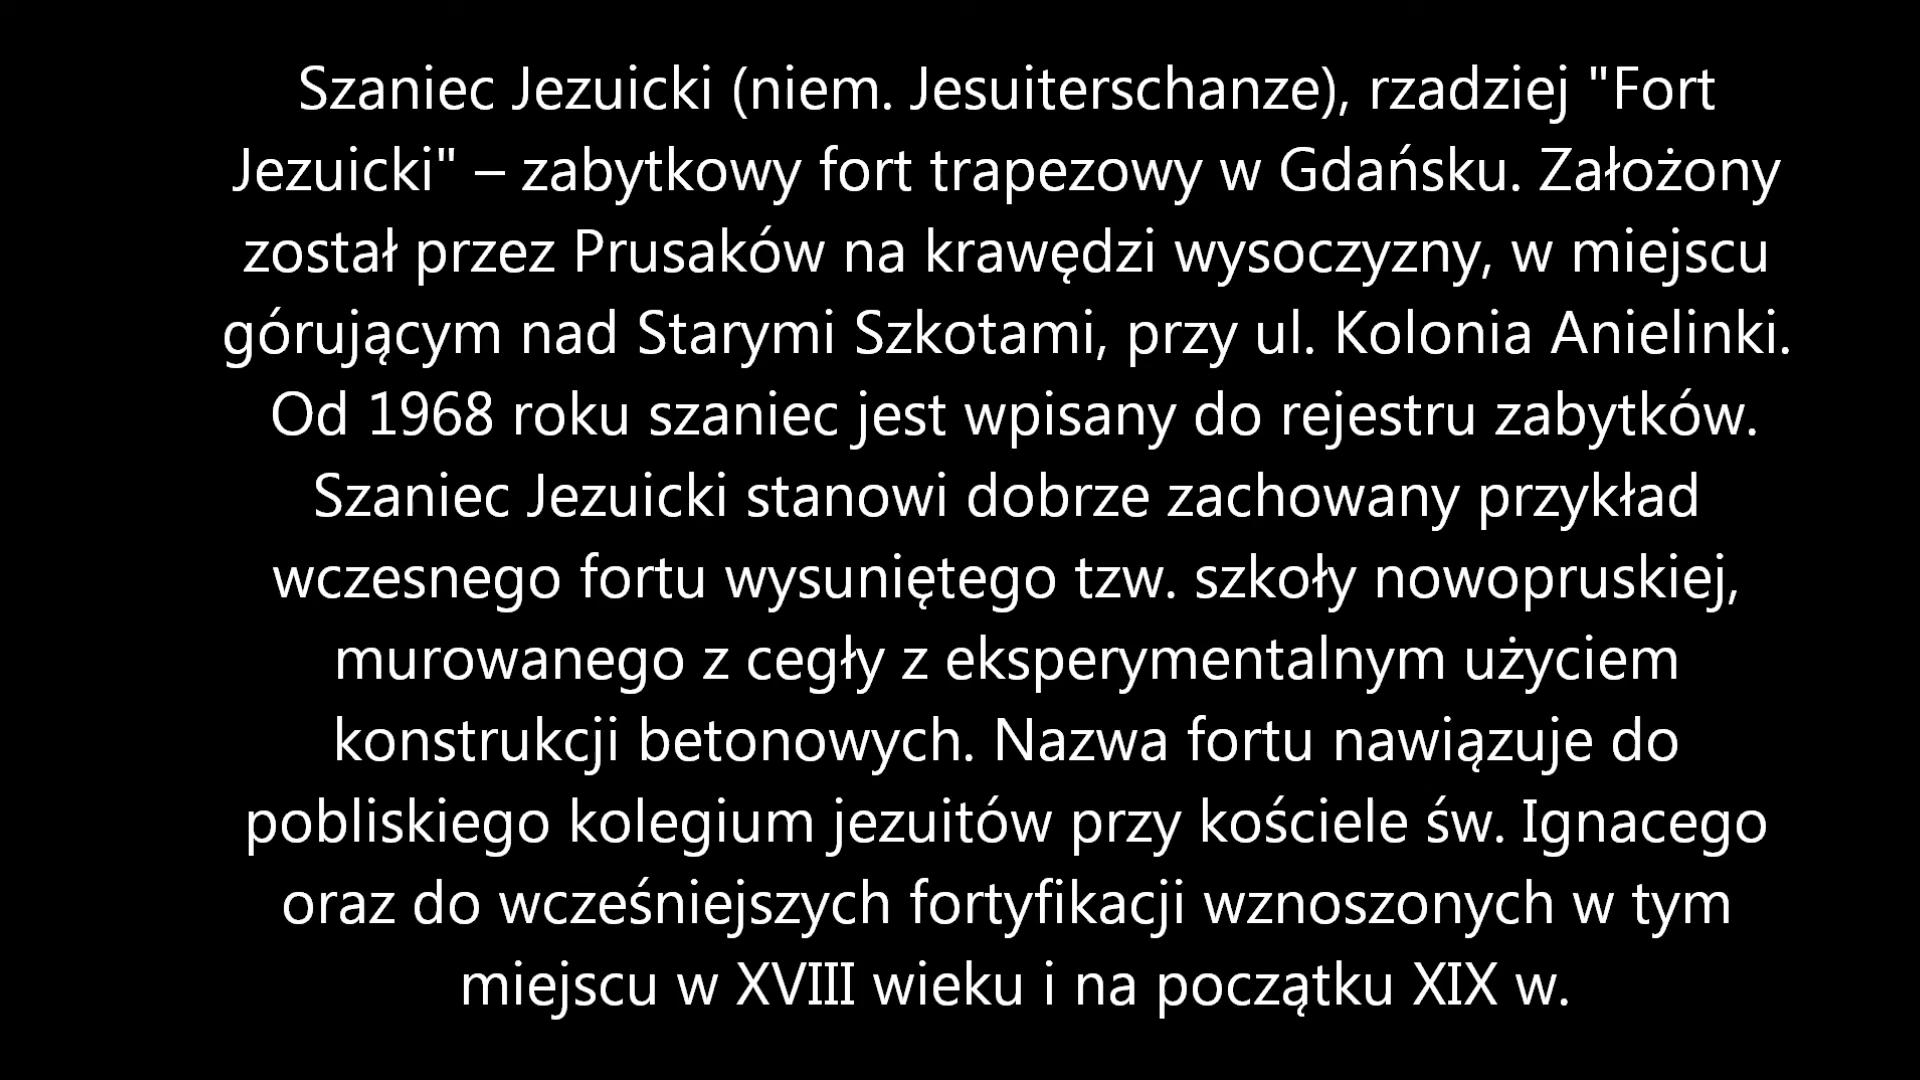 Szaniec Jezuicki (niem. Jesuiterschanze), rzadziej "Fort
Jezuicki" – zabytkowy fort trapezowy w Gdańsku. Założony
został przez Prusaków na krawędzi wysoczyzny, w miejscu
górującym nad Starymi Szkotami, przy ul. Kolonia Anielinki.
Od 1968 roku szaniec jest wpisany do rejestru zabytków.
Szaniec Jezuicki stanowi dobrze zachowany przykład
wczesnego fortu wysuniętego tzw. szkoły nowopruskiej,
murowanego z cegły z eksperymentalnym użyciem
konstrukcji betonowych. Nazwa fortu nawiązuje do
pobliskiego kolegium jezuitów przy kościele św. Ignacego
oraz do wcześniejszych fortyfikacji wznoszonych w tym
miejscu w XVIII wieku i na początku XIX w.